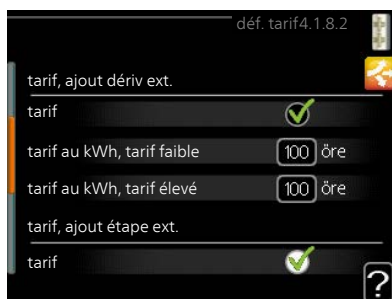 déf. tarif4.1.8.2
tarif, ajout dériv ext.
tarif
tarif au kWh, tarif faible 100 öre
tarif au kWh, tarif élevé 100 öre
tarif, ajout étape ext.
tarif
?